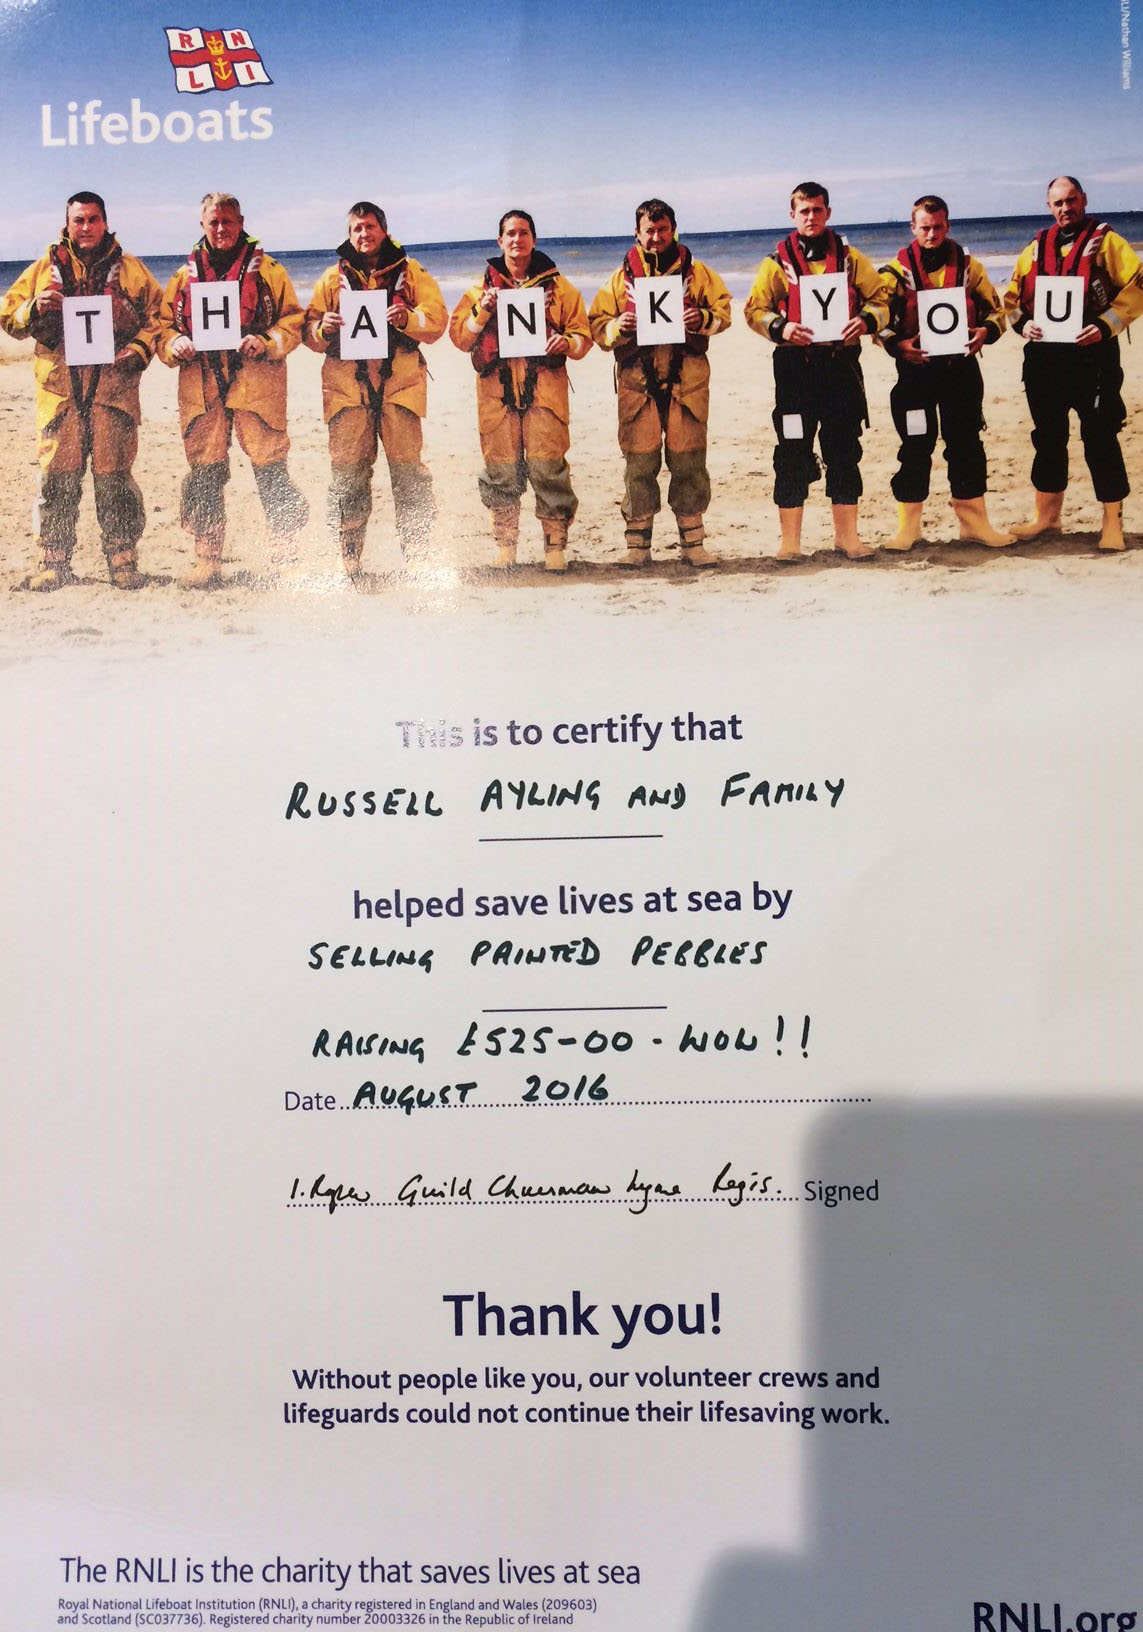 R N
L I
Lifeboats
T H A N K Y O U
This is to certify that
RUSSELL AYLING AND FAMILY
helped save lives at sea by
SELLING PAINTED PEBBLES
RAISING £525-00 - WOW!!
Date AUGUST 2016
Guild Chairman Lyme Regis. Signed
Thank you!
Without people like you, our volunteer crews and
lifeguards could not continue their lifesaving work.
The RNLI is the charity that saves lives at sea
Royal National Lifeboat Institution (RNLI), a charity registered in England and Wales (209603)
and Scotland (SC037736). Registered charity number 20003326 in the Republic of Ireland
RNLI.org
/Nathan Williams